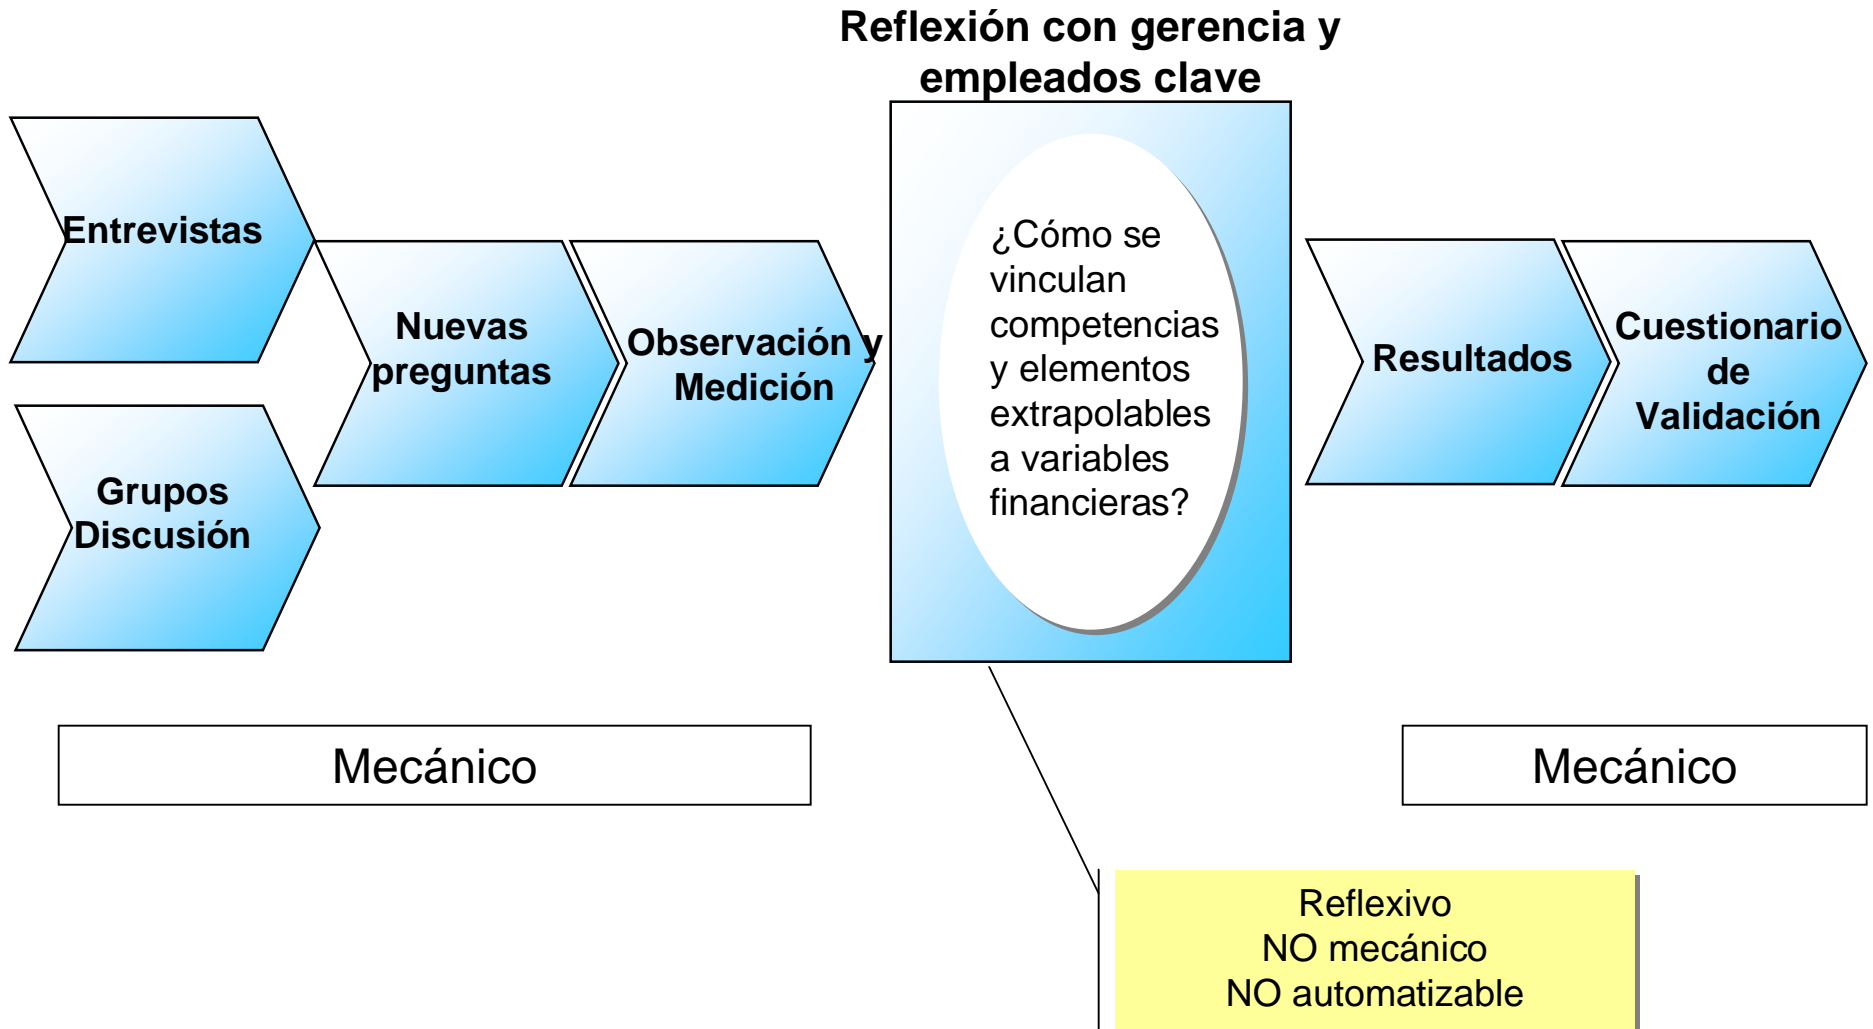 Reflexión con gerencia y
empleados clave
Entrevistas
Grupos
Discusión
Nuevas
preguntas
Observación y
Medición
¿Cómo se
vinculan
competencias
y elementos
extrapolables
a variables
financieras?
Resultados
Cuestionario
de
Validación
Mecánico
Mecánico
Reflexivo
NO mecánico
NO automatizable